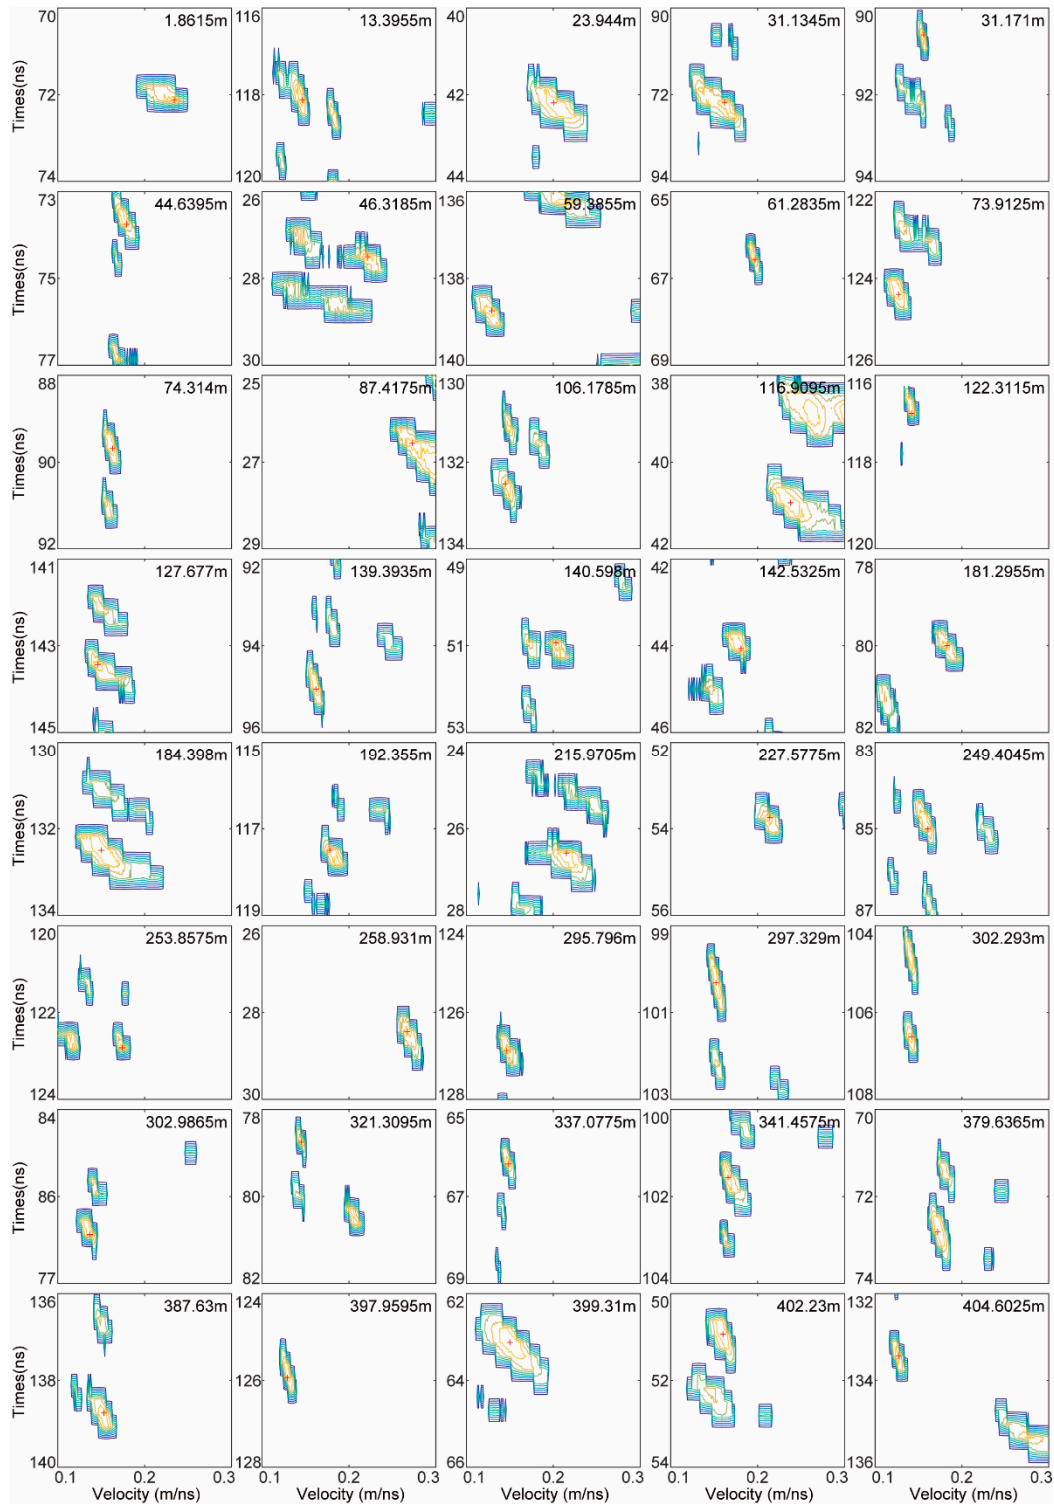 70 116 40 90 90
1.8615m 13.3955m 23.944m 31.1345m 31.171m
Times(ns)
72 118 42 72 92
74 120 44 94 94
73 26 136 65 122
44.6395m 46.3185m 59.3855m 61.2835m 73.9125m
Times(ns)
75 28 138 67 124
77 30 140 69 126
88 25 130 38 116
74.314m 87.4175m 106.1785m 116.9095m 122.3115m
Times(ns)
90 27 132 40 118
92 29 134 42 120
141 92 49 42 78
127.677m 139.3935m 140.598m 142.5325m 181.2955m
Times(ns)
143 94 51 44 80
145 96 53 46 82
130 115 24 52 83
184.398m 192.355m 215.9705m 227.5775m 249.4045m
Times(ns)
132 117 26 54 85
134 119 28 56 87
120 26 124 99 104
253.8575m 258.931m 295.796m 297.329m 302.293m
Times(ns)
122 28 126 101 106
124 30 128 103 108
84 78 65 100 70
302.9865m 321.3095m 337.0775m 341.4575m 379.6365m
Times(ns)
86 80 67 102 72
77 82 69 104 74
136 124 62 50 132
387.63m 397.9595m 399.31m 402.23m 404.6025m
Times(ns)
138 126 64 52 134
140 128 66 54 136
0.1 0.2 0.3 0.2 0.3 0.2 0.3 0.2 0.3 0.2 0.3
Velocity (m/ns) Velocity (m/ns) Velocity (m/ns) Velocity (m/ns) Velocity (m/ns)